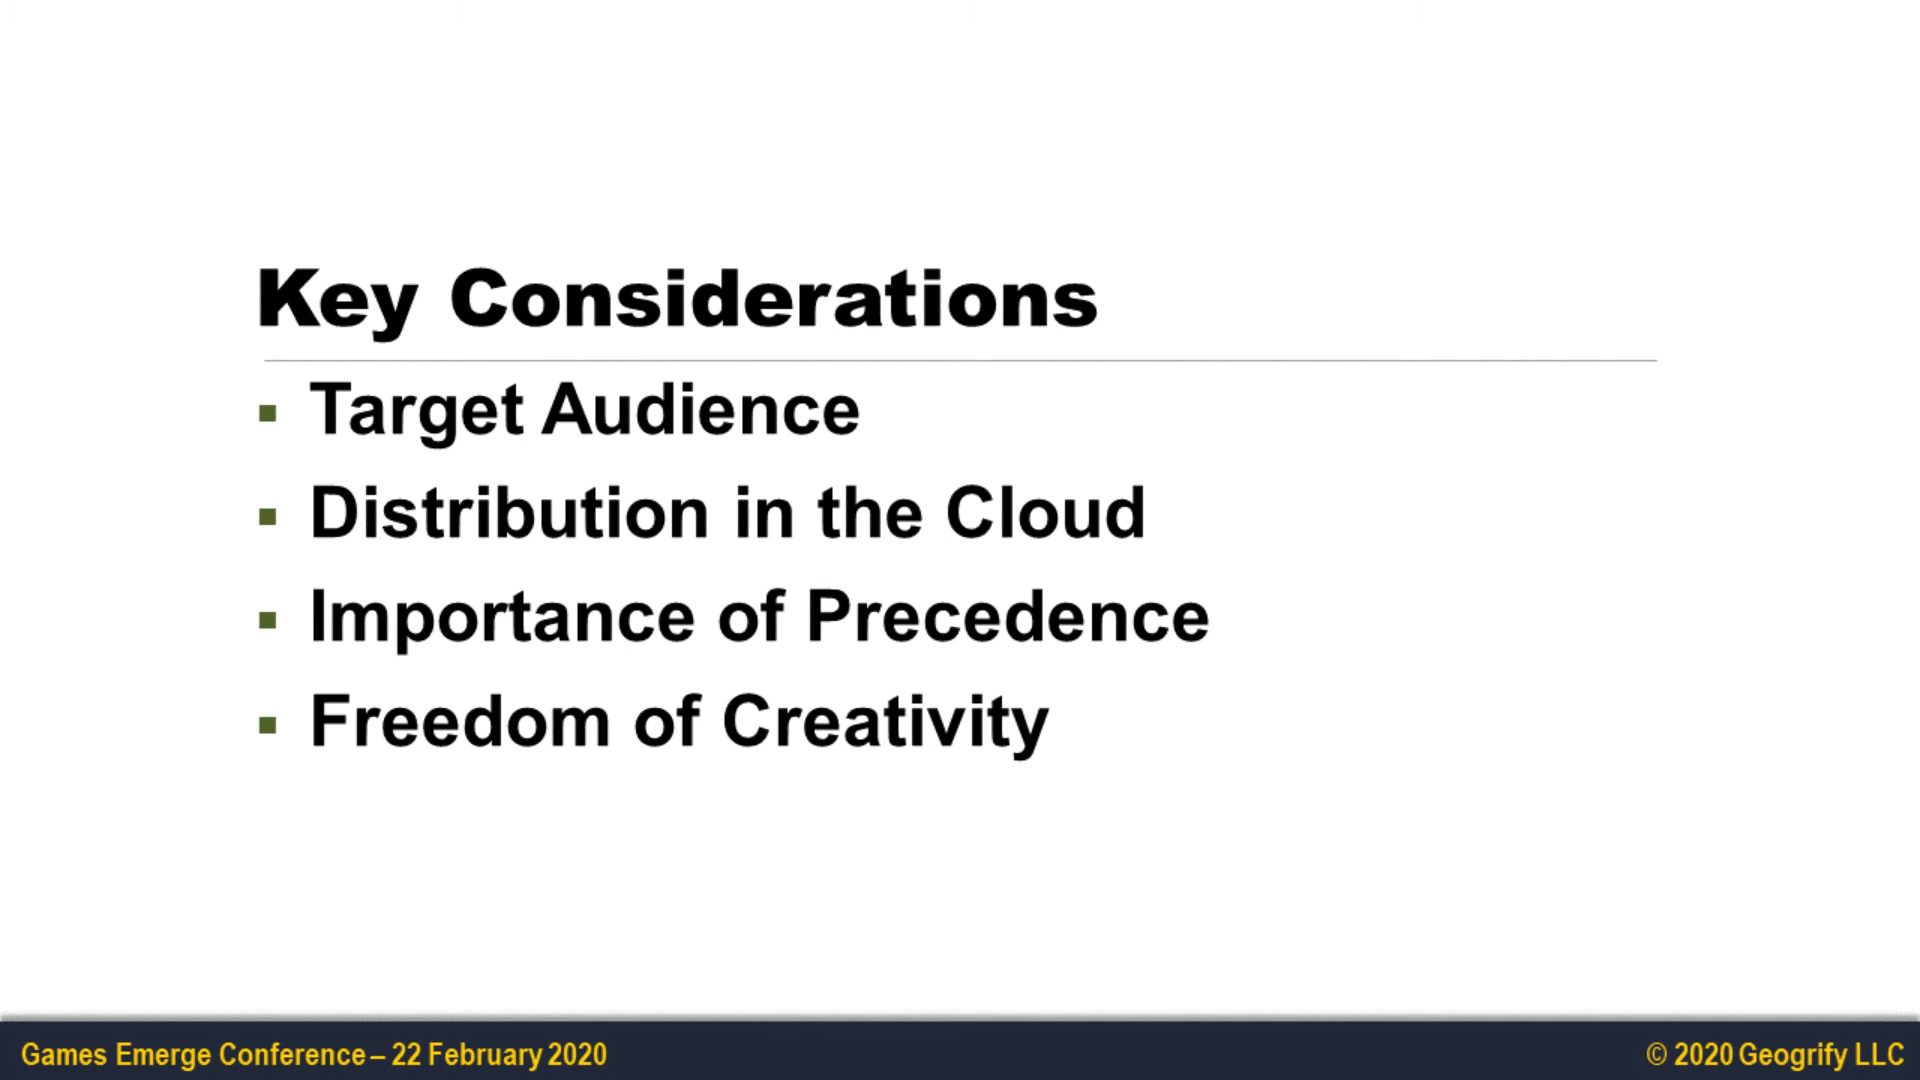 Key Considerations
▪ Target Audience
▪ Distribution in the Cloud
▪ Importance of Precedence
▪ Freedom of Creativity
Games Emerge Conference – 22 February 2020
© 2020 Geogrify LLC